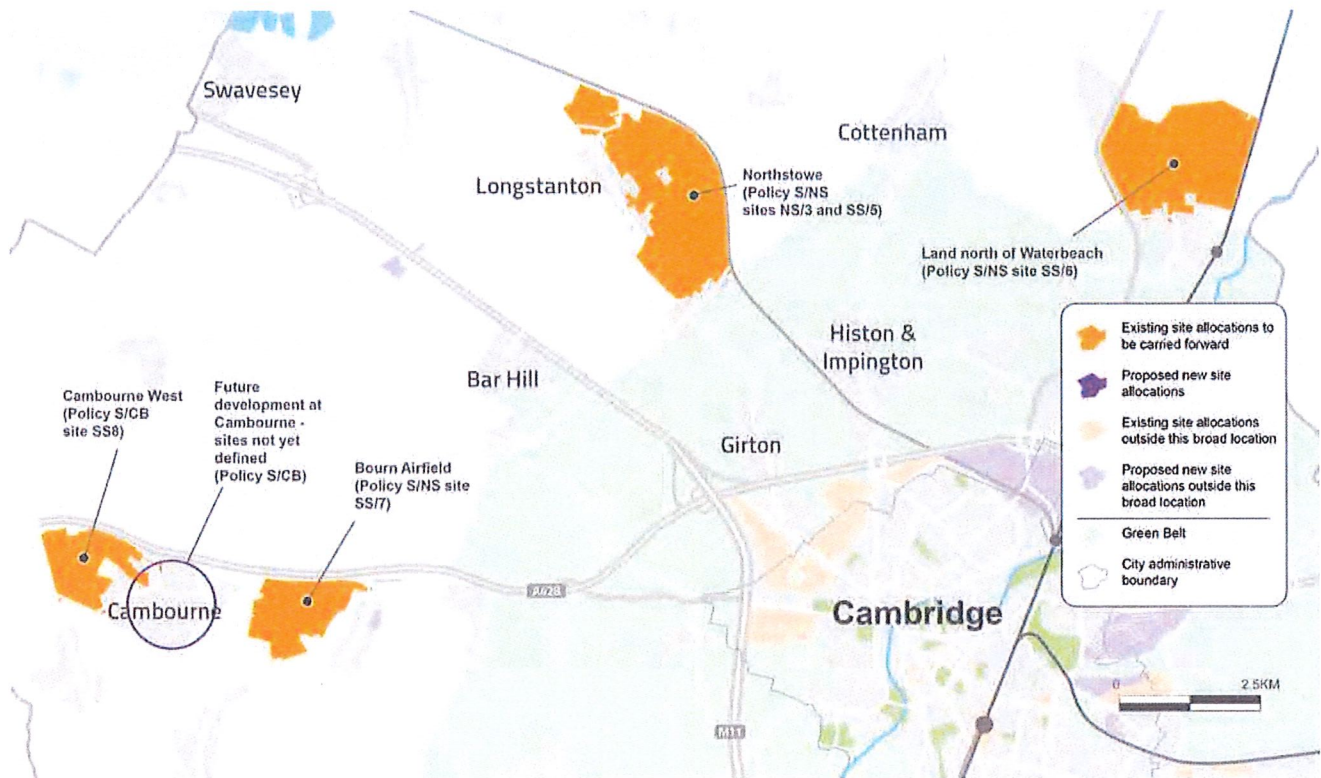 Swavesey
Cottenham
Longstanton
Northstowe
(Policy S/NS
sites NS/3 and SS/5)
Land north of Waterbeach
(Policy S/NS site SS/6)
Histon &
Impington
Bar Hill
Girton
Cambourne West
(Policy S/CB
site SS8)
Future
development at
Cambourne -
sites not yet
defined
(Policy S/CB)
Bourn Airfield
(Policy S/NS site
SS/7)
Cambourne
A428
Cambridge
M11
Existing site allocations to
be carried forward
Proposed new site
allocations
Existing site allocations
outside this broad location
Proposed new site
allocations outside this
broad location
Green Belt
City administrative
boundary
0
2.5KM